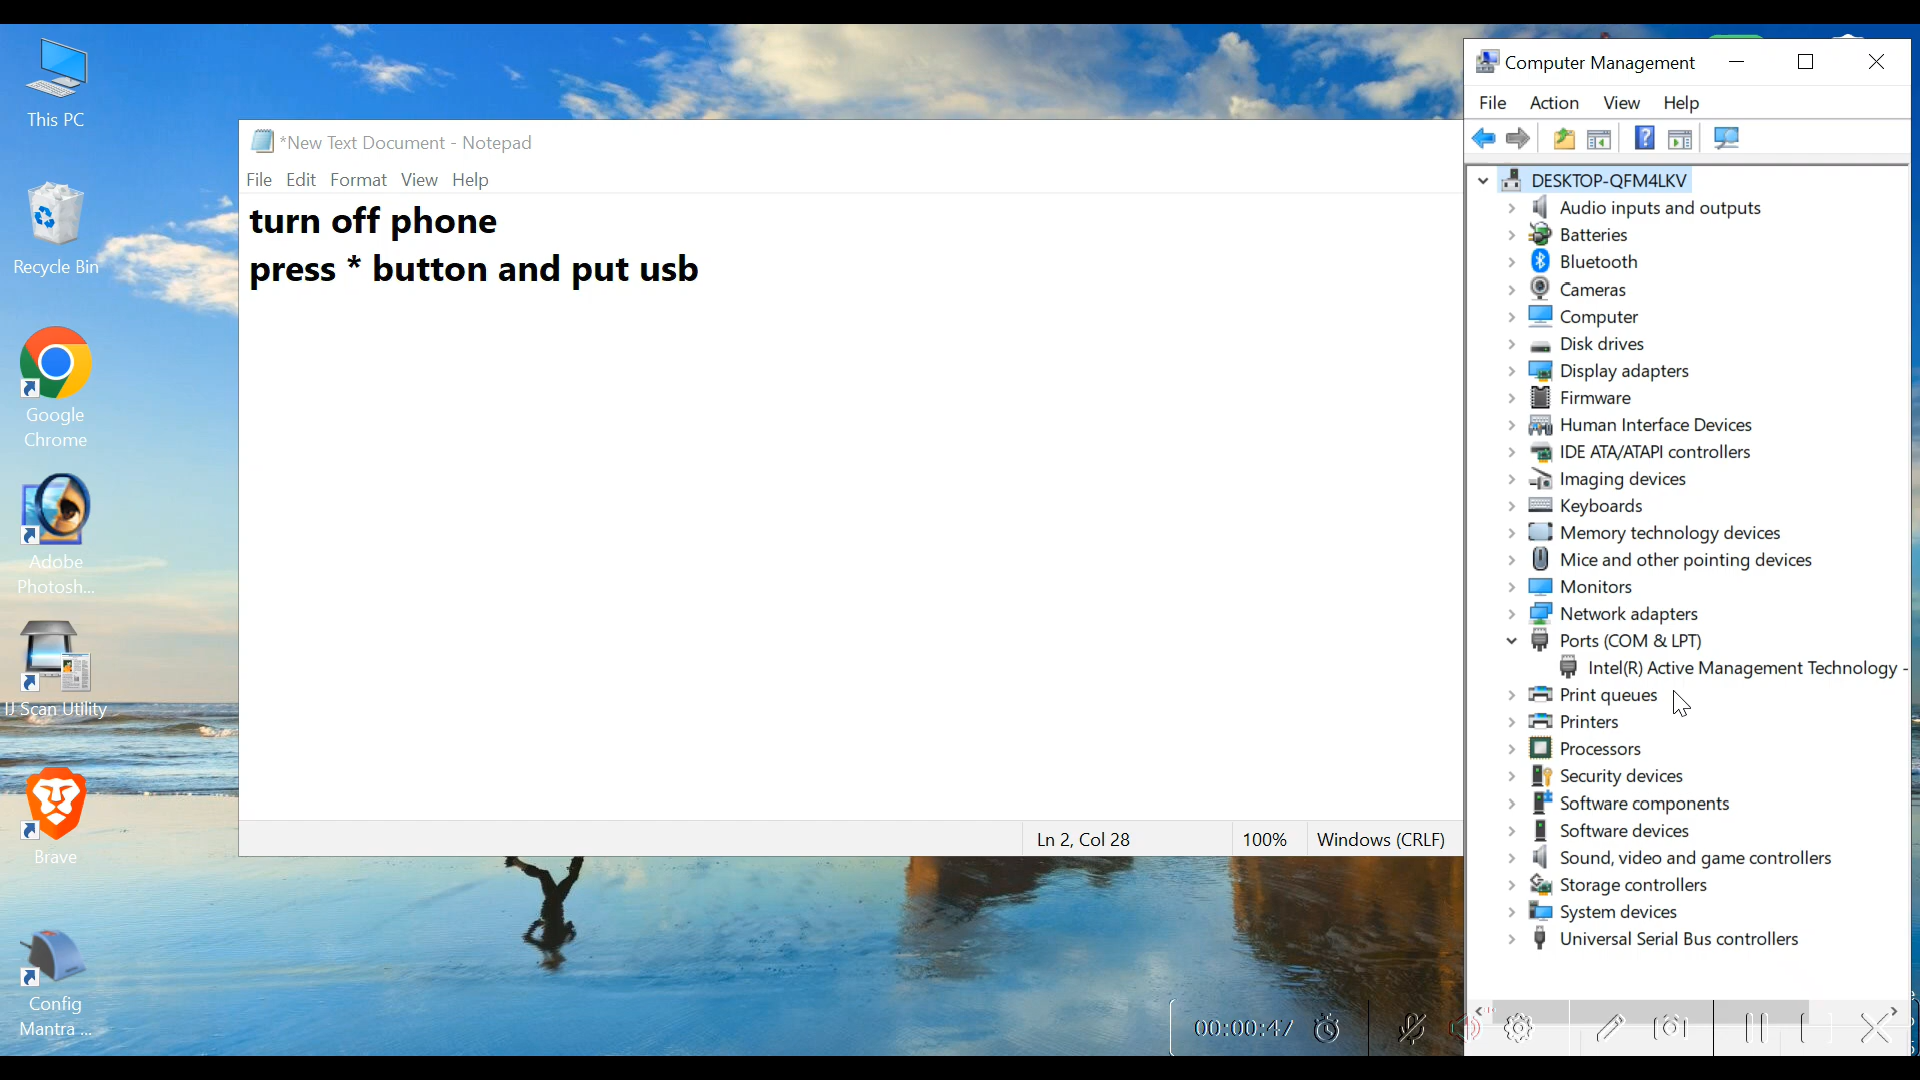 This PC
Recycle Bin
Google
Chrome
Adobe
Photosh...
IJ Scan Utility
Brave
Config
Mantra ...
*New Text Document - Notepad
File Edit Format View Help
turn off phone
press * button and put usb
Ln 2, Col 28 100% Windows (CRLF)
Computer Management
File Action View Help
DESKTOP-QFM4LKV
Audio inputs and outputs
Batteries
Bluetooth
Cameras
Computer
Disk drives
Display adapters
Firmware
Human Interface Devices
IDE ATA/ATAPI controllers
Imaging devices
Keyboards
Memory technology devices
Mice and other pointing devices
Monitors
Network adapters
Ports (COM & LPT)
Intel(R) Active Management Technology -
Print queues
Printers
Processors
Security devices
Software components
Software devices
Sound, video and game controllers
Storage controllers
System devices
Universal Serial Bus controllers
00:00:47